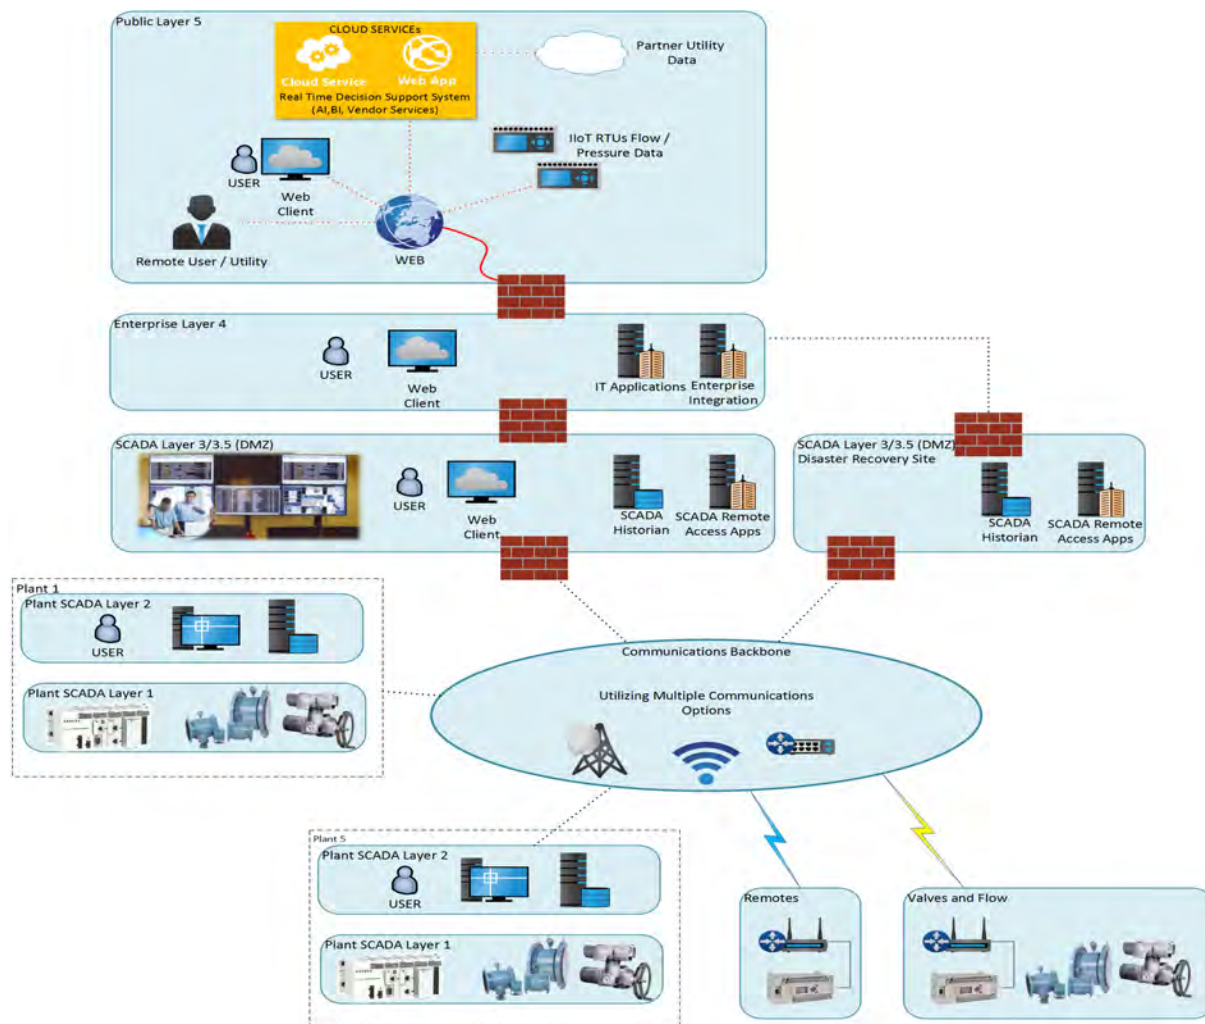 Public Layer 5
CLOUD SERVICEs
Cloud Service
Web App
Real Time Decision Support System
(AI,BI, Vendor Services)
Partner Utility
Data
IIoT RTUs Flow /
Pressure Data
USER
Web
Client
Remote User / Utility
WEB
Enterprise Layer 4
USER
Web
Client
IT Applications
Enterprise
Integration
SCADA Layer 3/3.5 (DMZ)
USER
Web
Client
SCADA
Historian
SCADA Remote
Access Apps
SCADA Layer 3/3.5 (DMZ)
Disaster Recovery Site
SCADA
Historian
SCADA Remote
Access Apps
Plant 1
Plant SCADA Layer 2
USER
Plant SCADA Layer 1
Communications Backbone
Utilizing Multiple Communications
Options
Plant 5
Plant SCADA Layer 2
USER
Plant SCADA Layer 1
Remotes
Valves and Flow